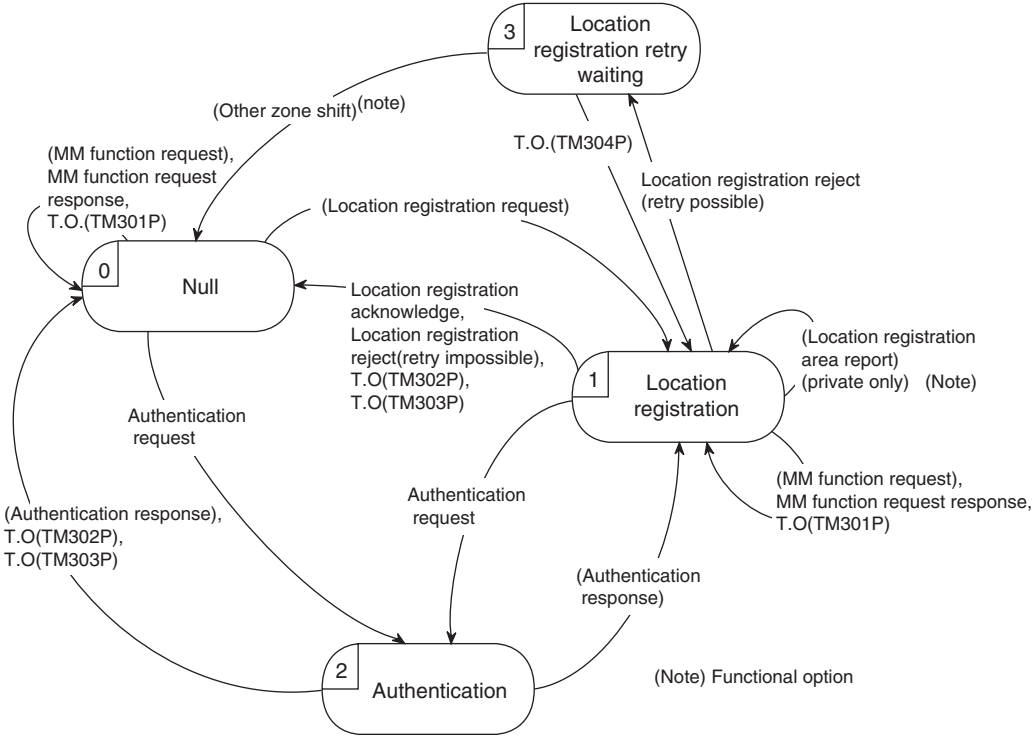 3
Location
registration retry
waiting
(Other zone shift)(note)
T.O.(TM304P)
(MM function request),
MM function request
response,
T.O.(TM301P)
Location registration reject
(retry possible)
(Location registration request)
0
Null
Location registration
acknowledge,
Location registration
reject(retry impossible),
T.O(TM302P),
T.O(TM303P)
(Location registration
area report)
(private only) (Note)
1
Location
registration
Authentication
request
Authentication
request
(MM function request),
MM function request response,
T.O(TM301P)
(Authentication response),
T.O(TM302P),
T.O(TM303P)
(Authentication
response)
2
Authentication
(Note) Functional option